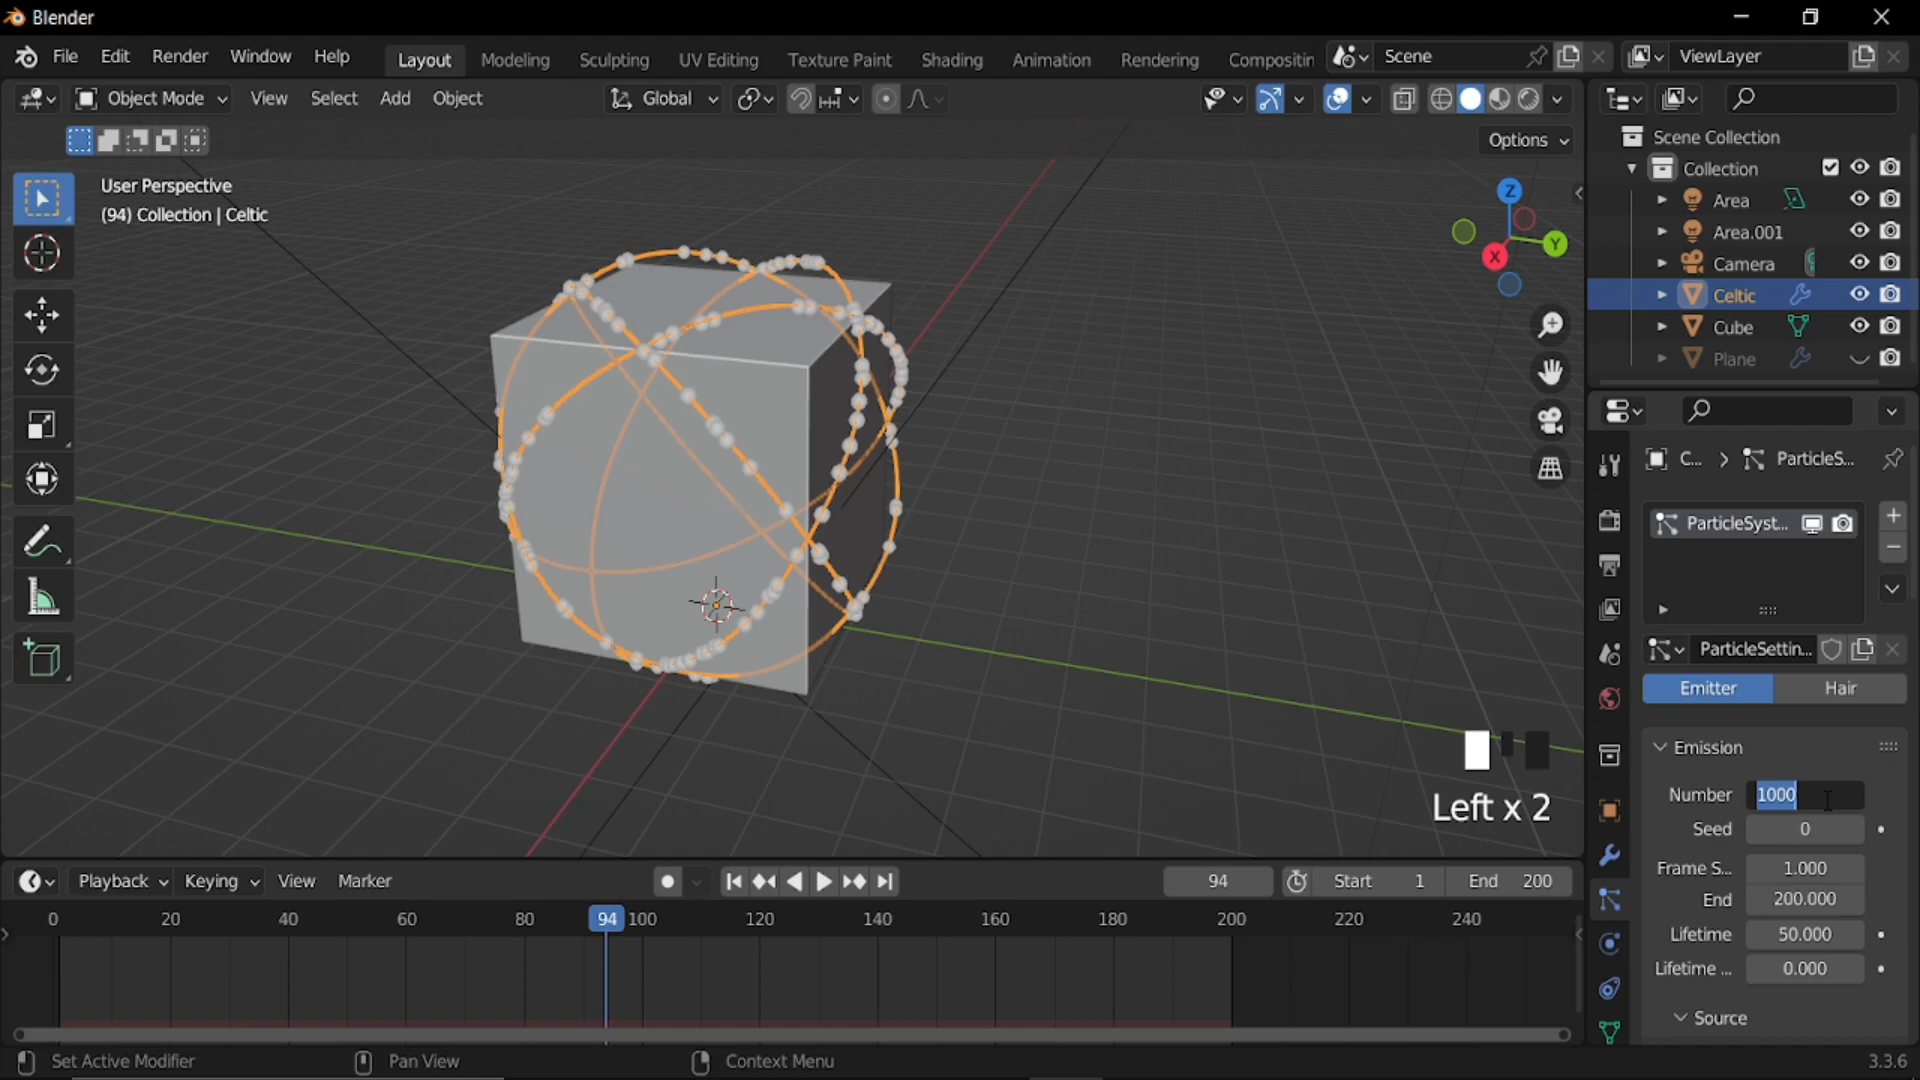 Blender
File Edit Render Window Help Layout Modeling Sculpting UV Editing Texture Paint Shading Animation Rendering Compositin Scene ViewLayer
Object Mode View Select Add Object Global
Options
User Perspective
(94) Collection | Celtic
Z
Y
X
Scene Collection
Collection
Area
Area.001
Camera
Celtic
Cube
Plane
C... ParticleS...
ParticleSyst...
ParticleSettin...
Emitter Hair
Emission
Number 1000
Seed 0
Frame S... 1.000
End 200.000
Lifetime 50.000
Lifetime ... 0.000
Source
Left x 2
Playback Keying View Marker 94 Start 1 End 200
0 20 40 60 80 94 100 120 140 160 180 200 220 240
Set Active Modifier Pan View Context Menu 3.3.6